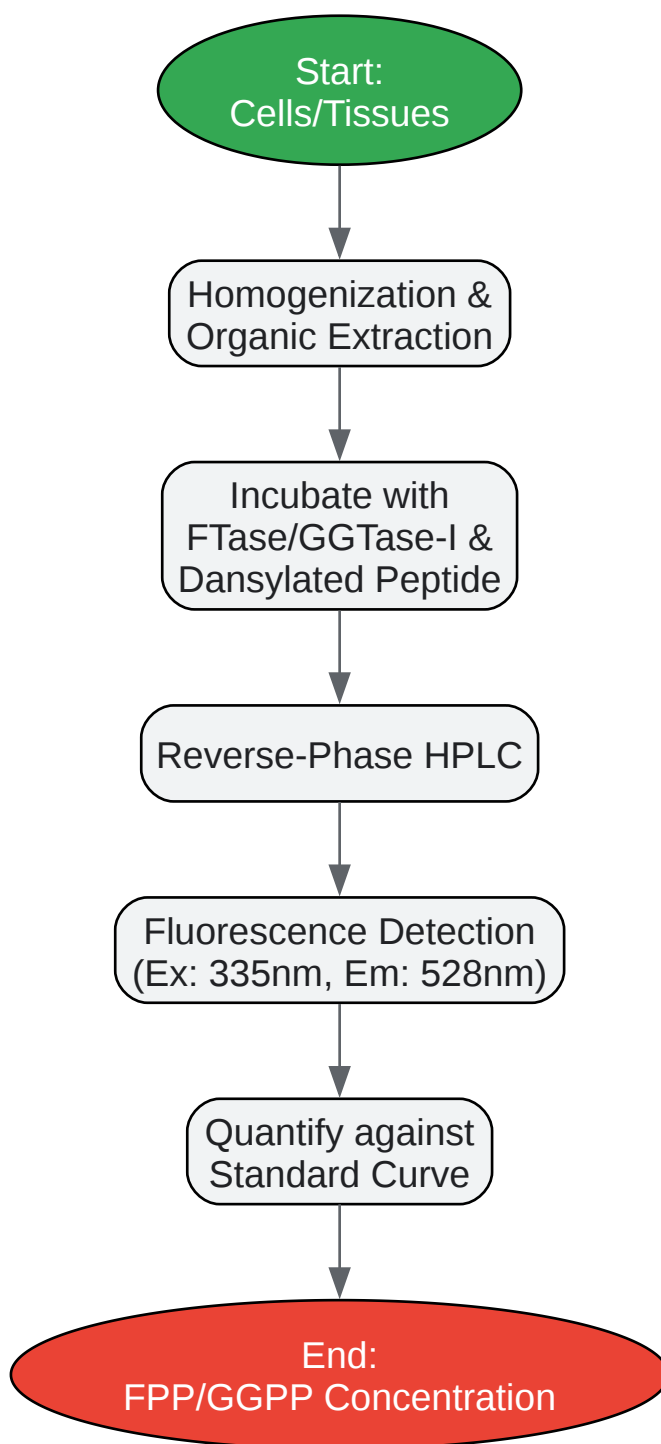 Start:
Cells/Tissues
Homogenization &
Organic Extraction
Incubate with
FTase/GGTase-I &
Dansylated Peptide
Reverse-Phase HPLC
Fluorescence Detection
(Ex: 335nm, Em: 528nm)
Quantify against
Standard Curve
End:
FPP/GGPP Concentration